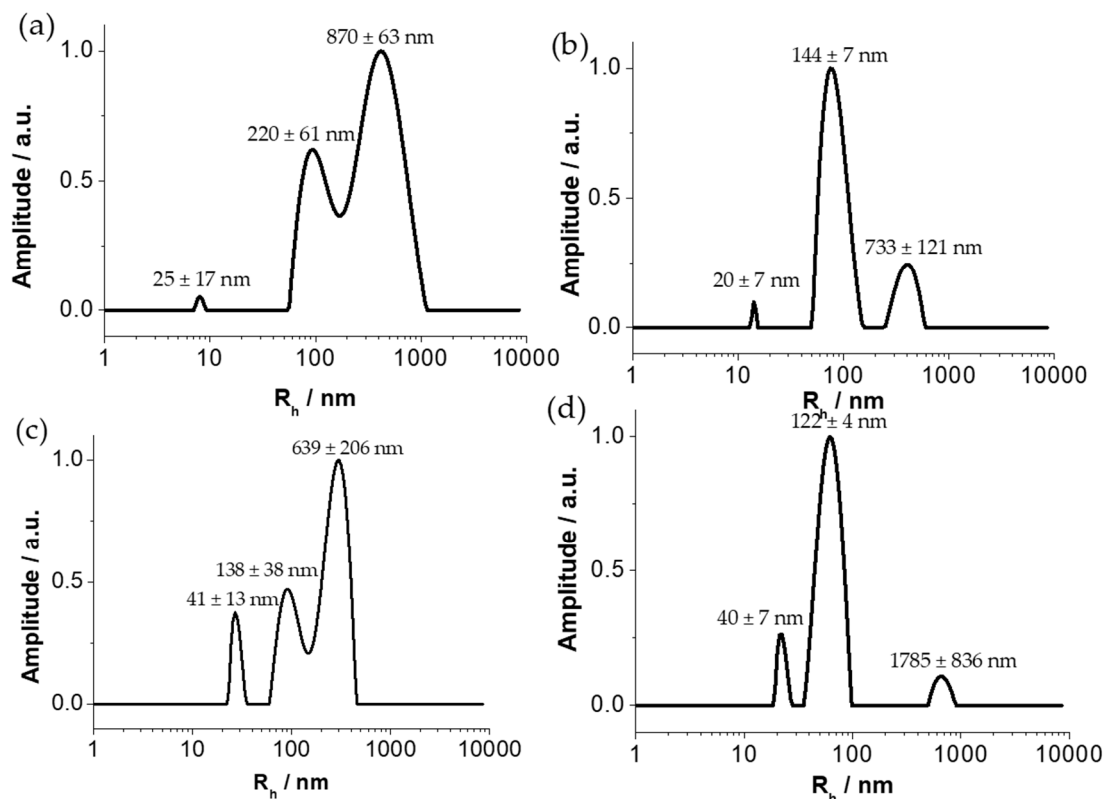 (a)
870 ± 63 nm
220 ± 61 nm
25 ± 17 nm
1.0
0.5
0.0
Amplitude / a.u.
1 10 100 1000 10000
Rₕ / nm
(b)
144 ± 7 nm
733 ± 121 nm
20 ± 7 nm
1.0
0.5
0.0
Amplitude / a.u.
1 10 100 1000 10000
Rₕ / nm
(c)
639 ± 206 nm
138 ± 38 nm
41 ± 13 nm
1.0
0.5
0.0
Amplitude / a.u.
1 10 100 1000 10000
Rₕ / nm
(d)
122 ± 4 nm
40 ± 7 nm
1785 ± 836 nm
1.0
0.5
0.0
Amplitude / a.u.
1 10 100 1000 10000
Rₕ / nm